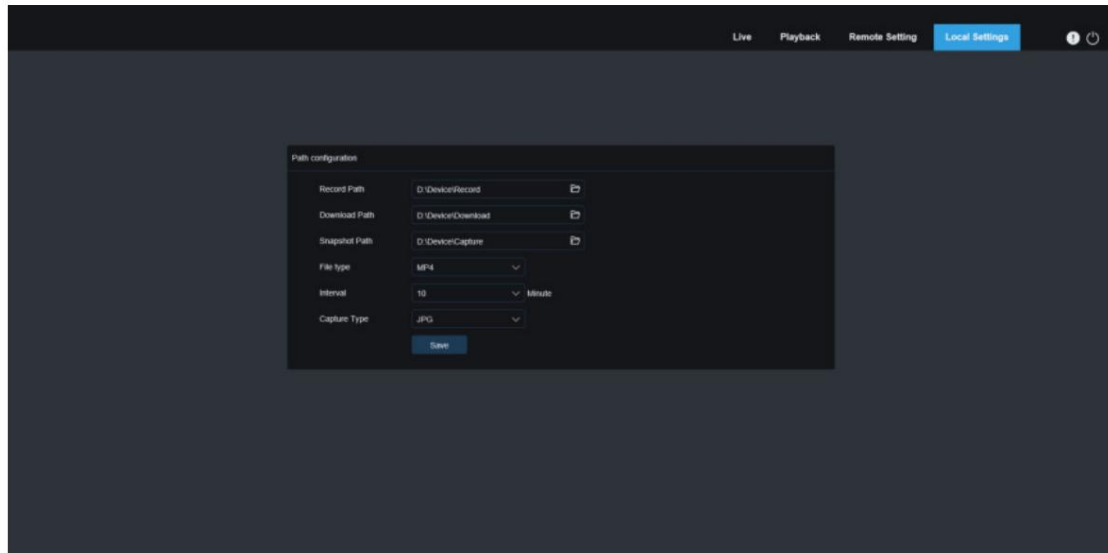 Live Playback Remote Setting Local Settings
Path configuration
Record Path D:\Device\Record
Download Path D:\Device\Download
Snapshot Path D:\Device\Capture
File type MP4
Interval 10 Minute
Capture Type JPG
Save